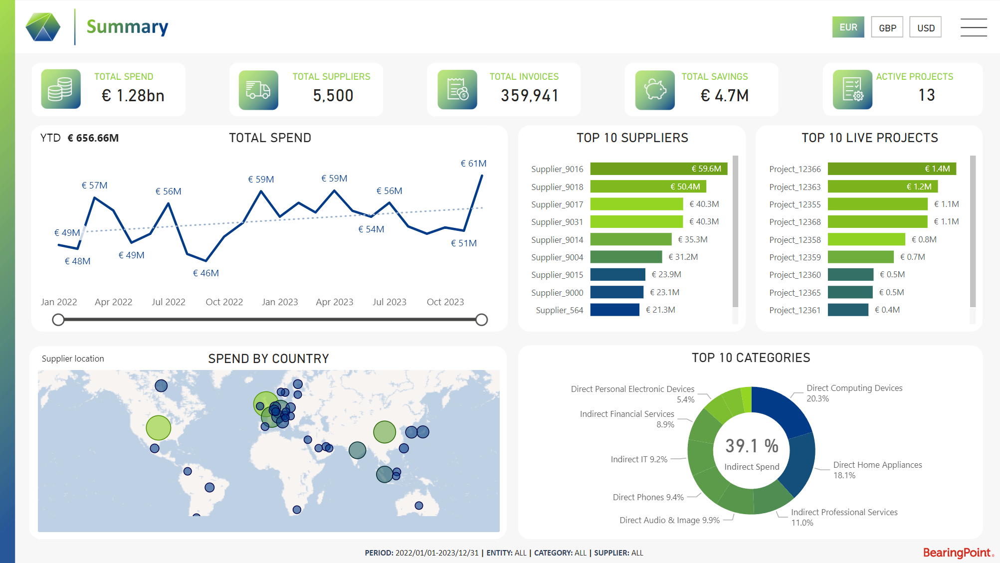 Summary
EUR
GBP
USD
TOTAL SPEND
€ 1.28bn
TOTAL SUPPLIERS
5,500
5
TOTAL INVOICES
359,941
TOTAL SAVINGS
€ 4.7M
ACTIVE PROJECTS
13
YTD € 656.66M
TOTAL SPEND
€ 61M
€ 59M
€ 59M
€ 57M
€ 56M
€ 56M
€ 49M
€ 54M
€ 51M
€ 49M
€ 48M
€ 46M
Jan 2022 Apr 2022 Jul 2022 Oct 2022 Jan 2023 Apr 2023 Jul 2023 Oct 2023
TOP 10 SUPPLIERS
Supplier_9016 € 59.6M
Supplier_9018 € 50.4M
Supplier_9017 € 40.3M
Supplier_9031 € 40.3M
Supplier_9014 € 35.3M
Supplier_9004 € 31.2M
Supplier_9015 € 23.9M
Supplier_9000 € 23.1M
Supplier_564 € 21.3M
TOP 10 LIVE PROJECTS
Project_12366 € 1.4M
Project_12363 € 1.2M
Project_12355 € 1.1M
Project_12368 € 1.1M
Project_12358 € 0.8M
Project_12359 € 0.7M
Project_12360 € 0.5M
Project_12365 € 0.5M
Project_12361 € 0.4M
Supplier location
SPEND BY COUNTRY
TOP 10 CATEGORIES
Direct Personal Electronic Devices
5.4%
Direct Computing Devices
20.3%
Indirect Financial Services
8.9%
Indirect IT 9.2%
39.1 %
Indirect Spend
Direct Home Appliances
18.1%
Direct Phones 9.4%
Direct Audio & Image 9.9%
Indirect Professional Services
11.0%
PERIOD: 2022/01/01-2023/12/31 | ENTITY: ALL | CATEGORY: ALL | SUPPLIER: ALL
BearingPoint®